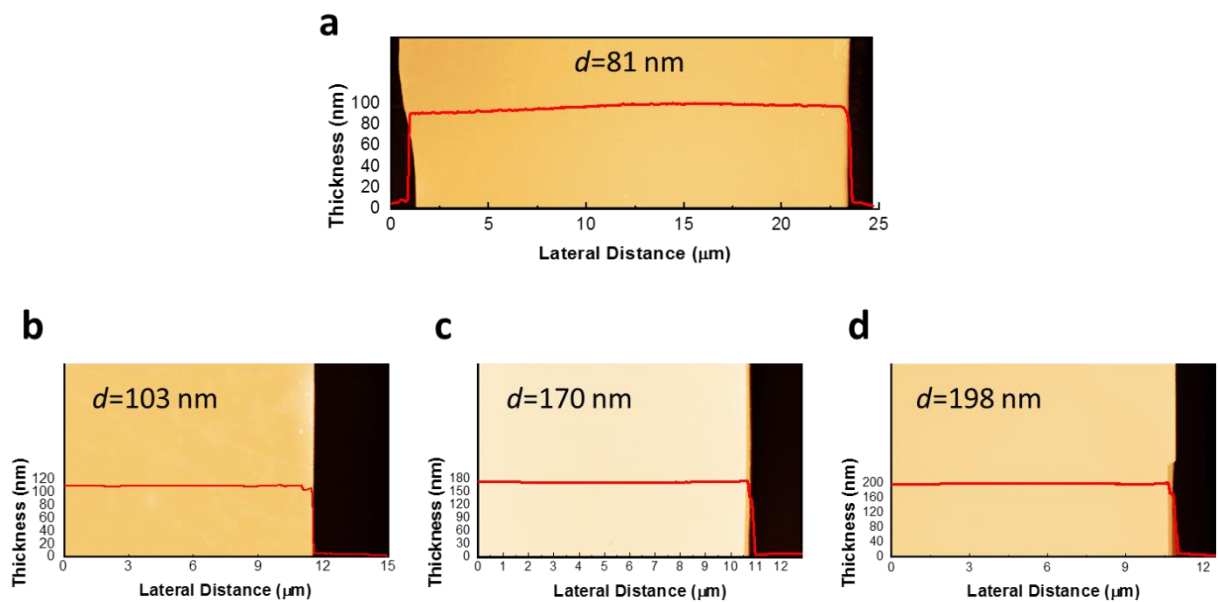 a
d=81 nm
Thickness (nm)
100
80
60
40
20
0
0 5 10 15 20 25
Lateral Distance (μm)
b
d=103 nm
Thickness (nm)
120
100
80
60
40
20
0
0 3 6 9 12 15
Lateral Distance (μm)
c
d=170 nm
Thickness (nm)
180
150
120
90
60
30
0
0 1 2 3 4 5 6 7 8 9 10 11 12
Lateral Distance (μm)
d
d=198 nm
Thickness (nm)
200
160
120
80
40
0
0 3 6 9 12
Lateral Distance (μm)